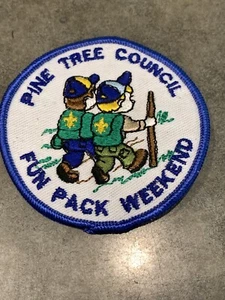 PINE TREE COUNCIL
FUN PACK WEEKEND